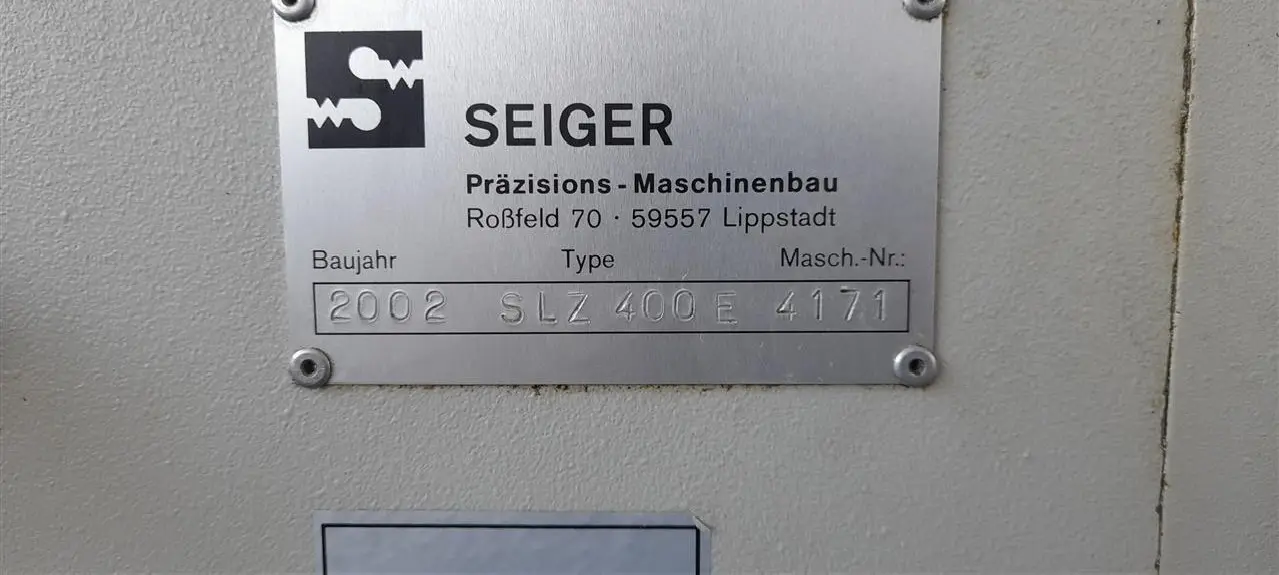 SEIGER
Präzisions - Maschinenbau
Roßfeld 70 · 59557 Lippstadt
Baujahr Type Masch.-Nr.:
2002 SLZ 400 E 4171